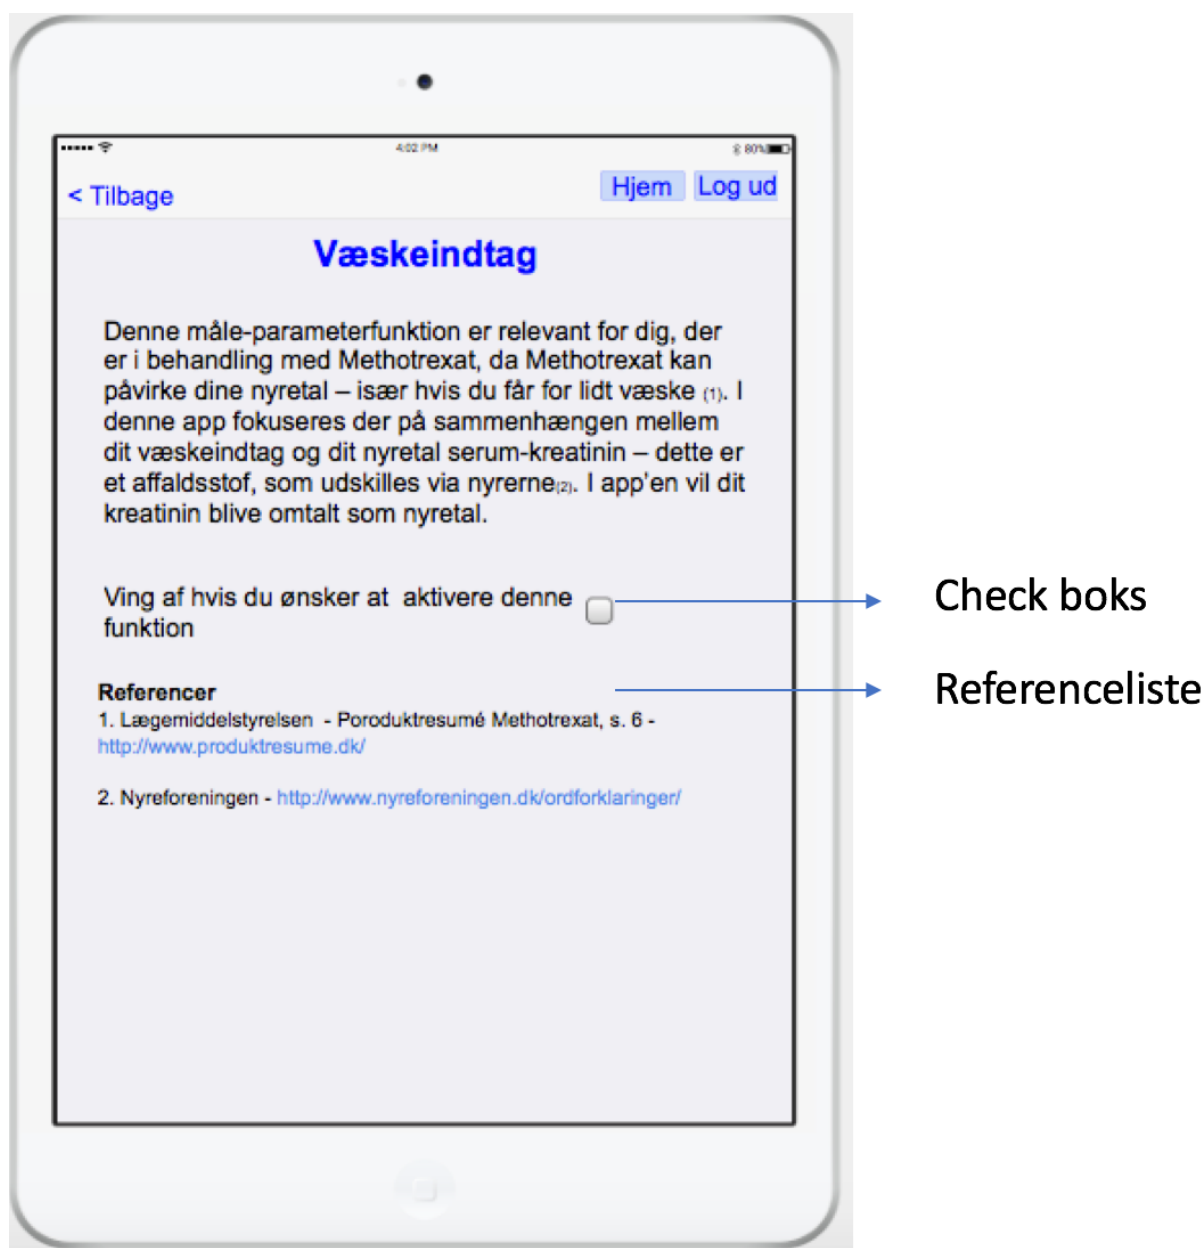 4:02 PM
80%
< Tilbage
Hjem
Log ud
Væskeindtag
Denne måle-parameterfunktion er relevant for dig, der
er i behandling med Methotrexat, da Methotrexat kan
påvirke dine nyretal – især hvis du får for lidt væske (1). I
denne app fokuseres der på sammenhængen mellem
dit væskeindtag og dit nyretal serum-kreatinin – dette er
et affaldsstof, som udskilles via nyrerne(2). I app'en vil dit
kreatinin blive omtalt som nyretal.
Ving af hvis du ønsker at aktivere denne
funktion
Check boks
Referencer
Referenceliste
1. Lægemiddelstyrelsen - Poroduktresumé Methotrexat, s. 6 -
http://www.produktresume.dk/
2. Nyreforeningen - http://www.nyreforeningen.dk/ordforklaringer/